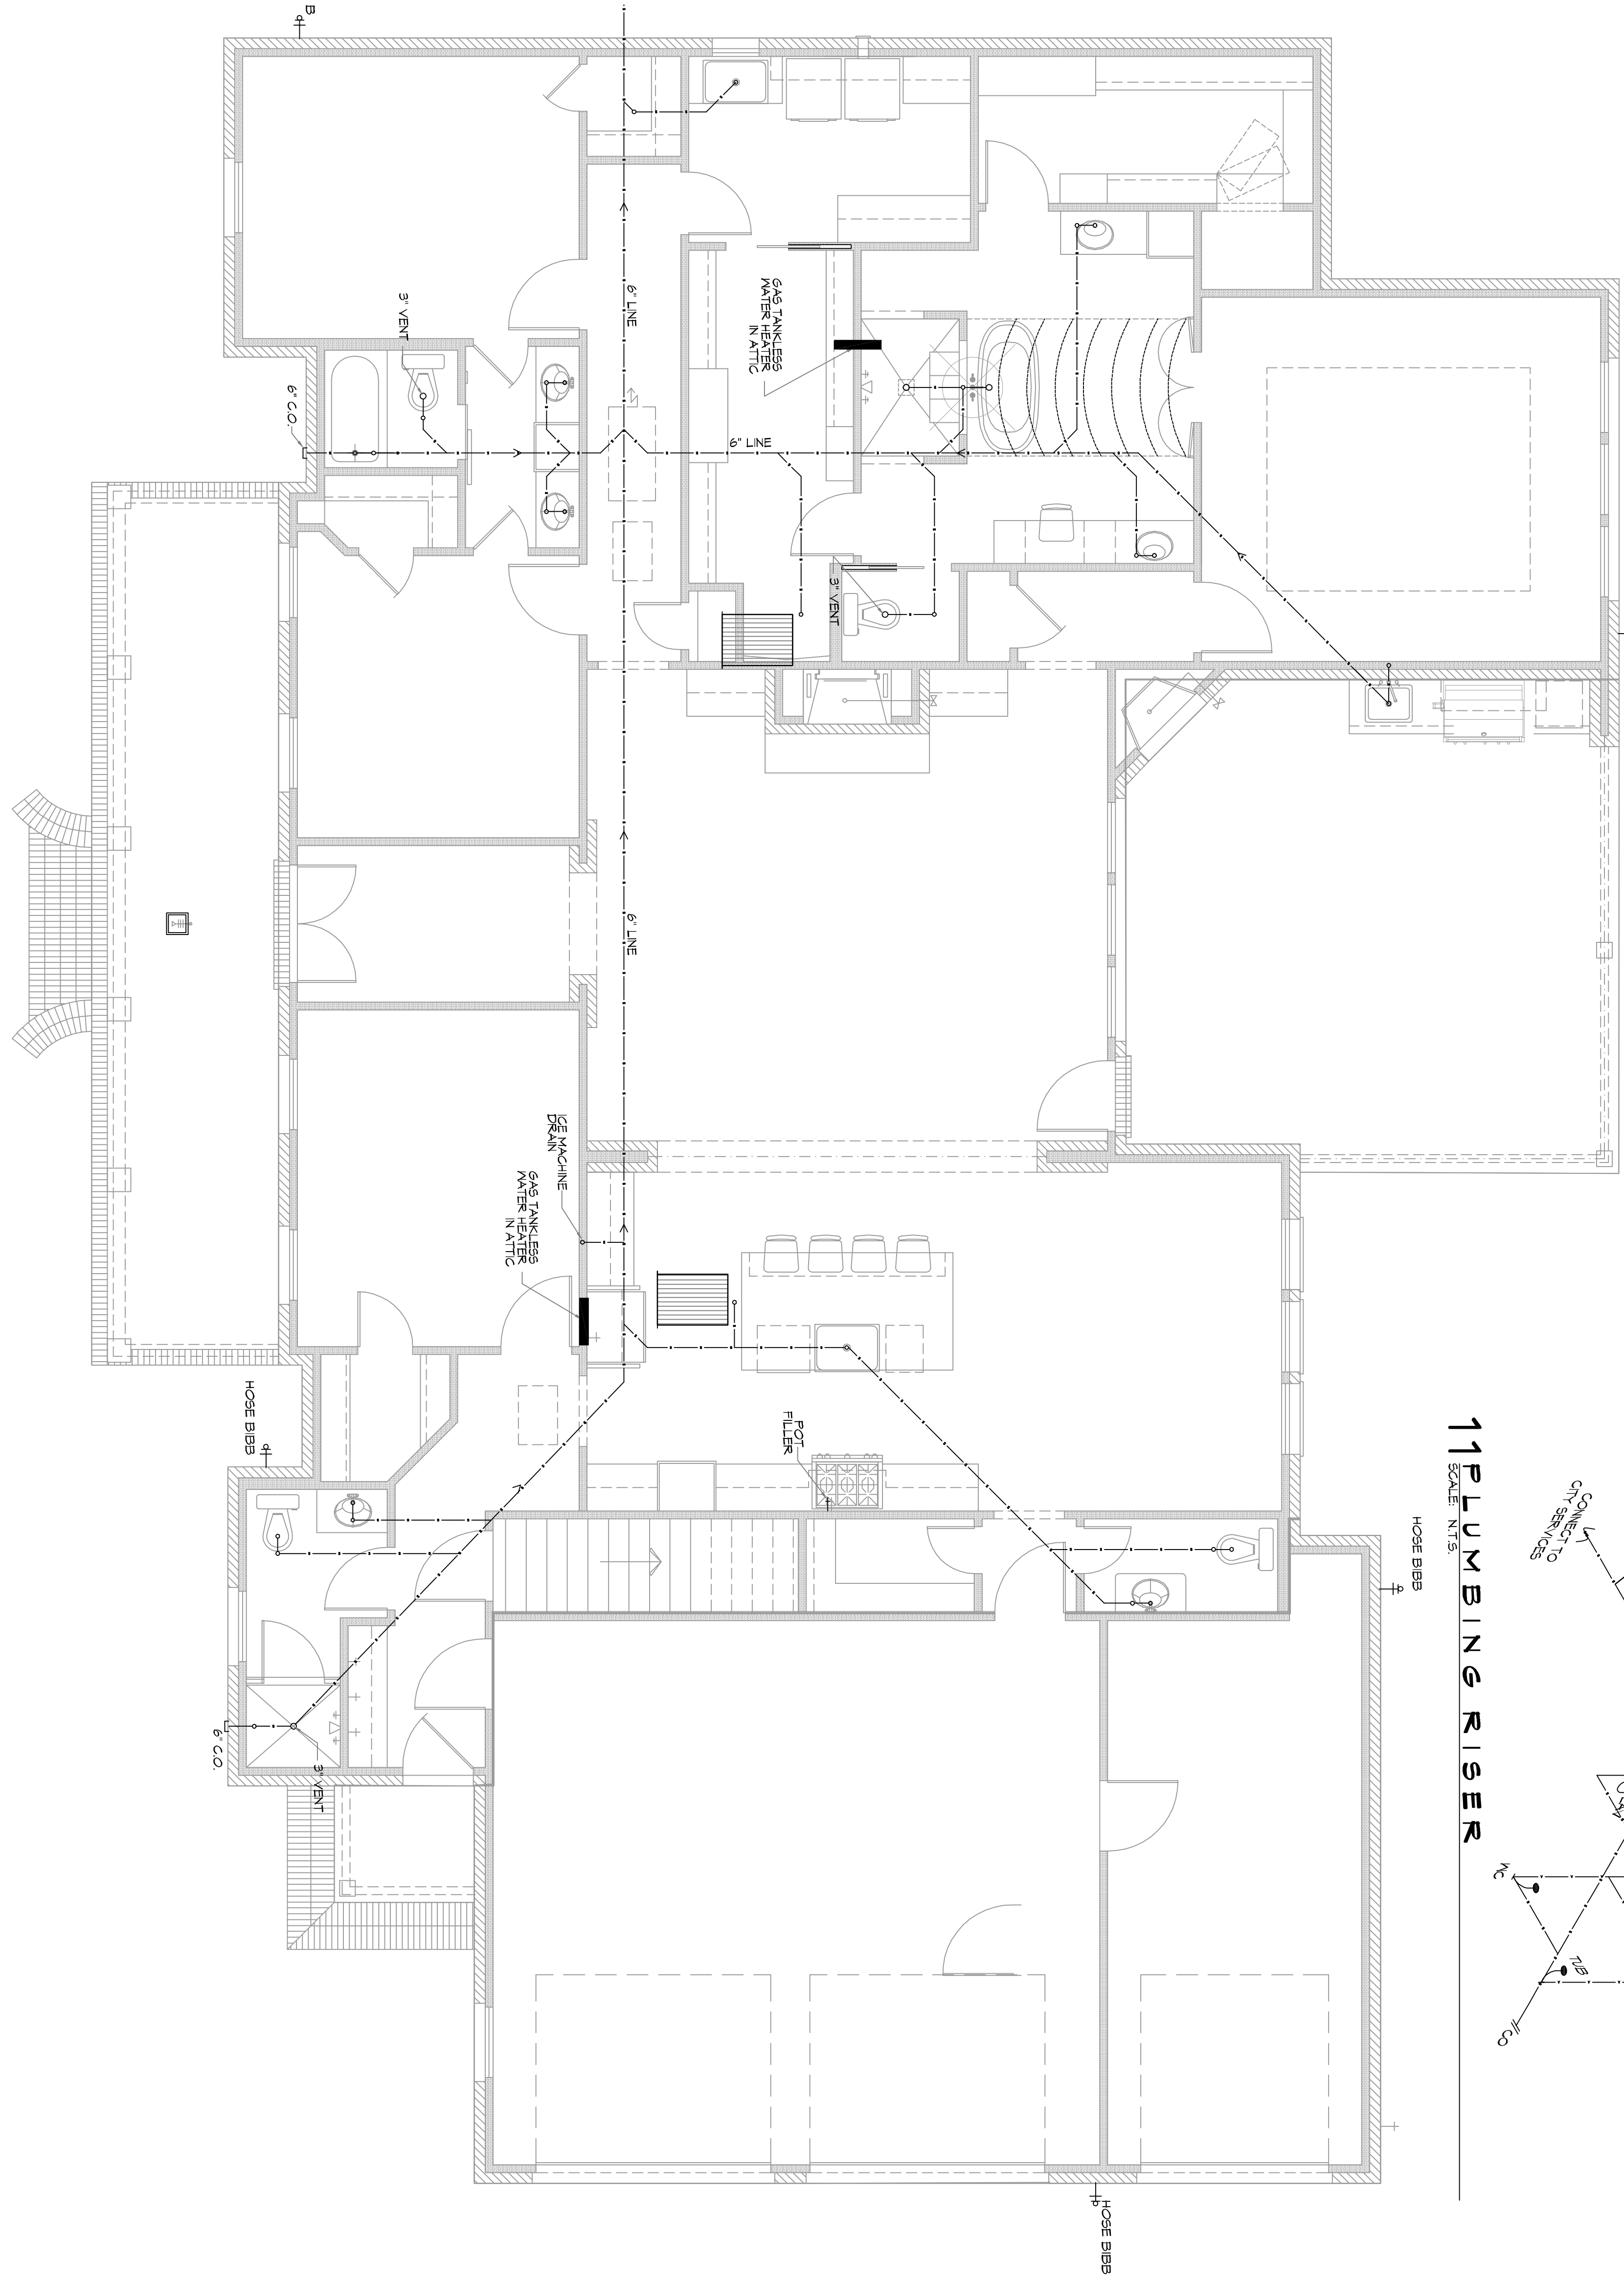 B
6" LINE
3" VENT
6" C.O.
GAS TANKLESS
WATER HEATER
IN ATTIC
6" LINE
3" VENT
6" LINE
ICE MACHINE
DRAIN
GAS TANKLESS
WATER HEATER
IN ATTIC
HOSE BIBB
POT
FILLER
6" C.O.
3" VENT
HOSE BIBB
HOSE BIBB
11 PLUMBING RISER
SCALE: N.T.S.
CONNECT TO
CITY SERVICES
WC
TUB
CO